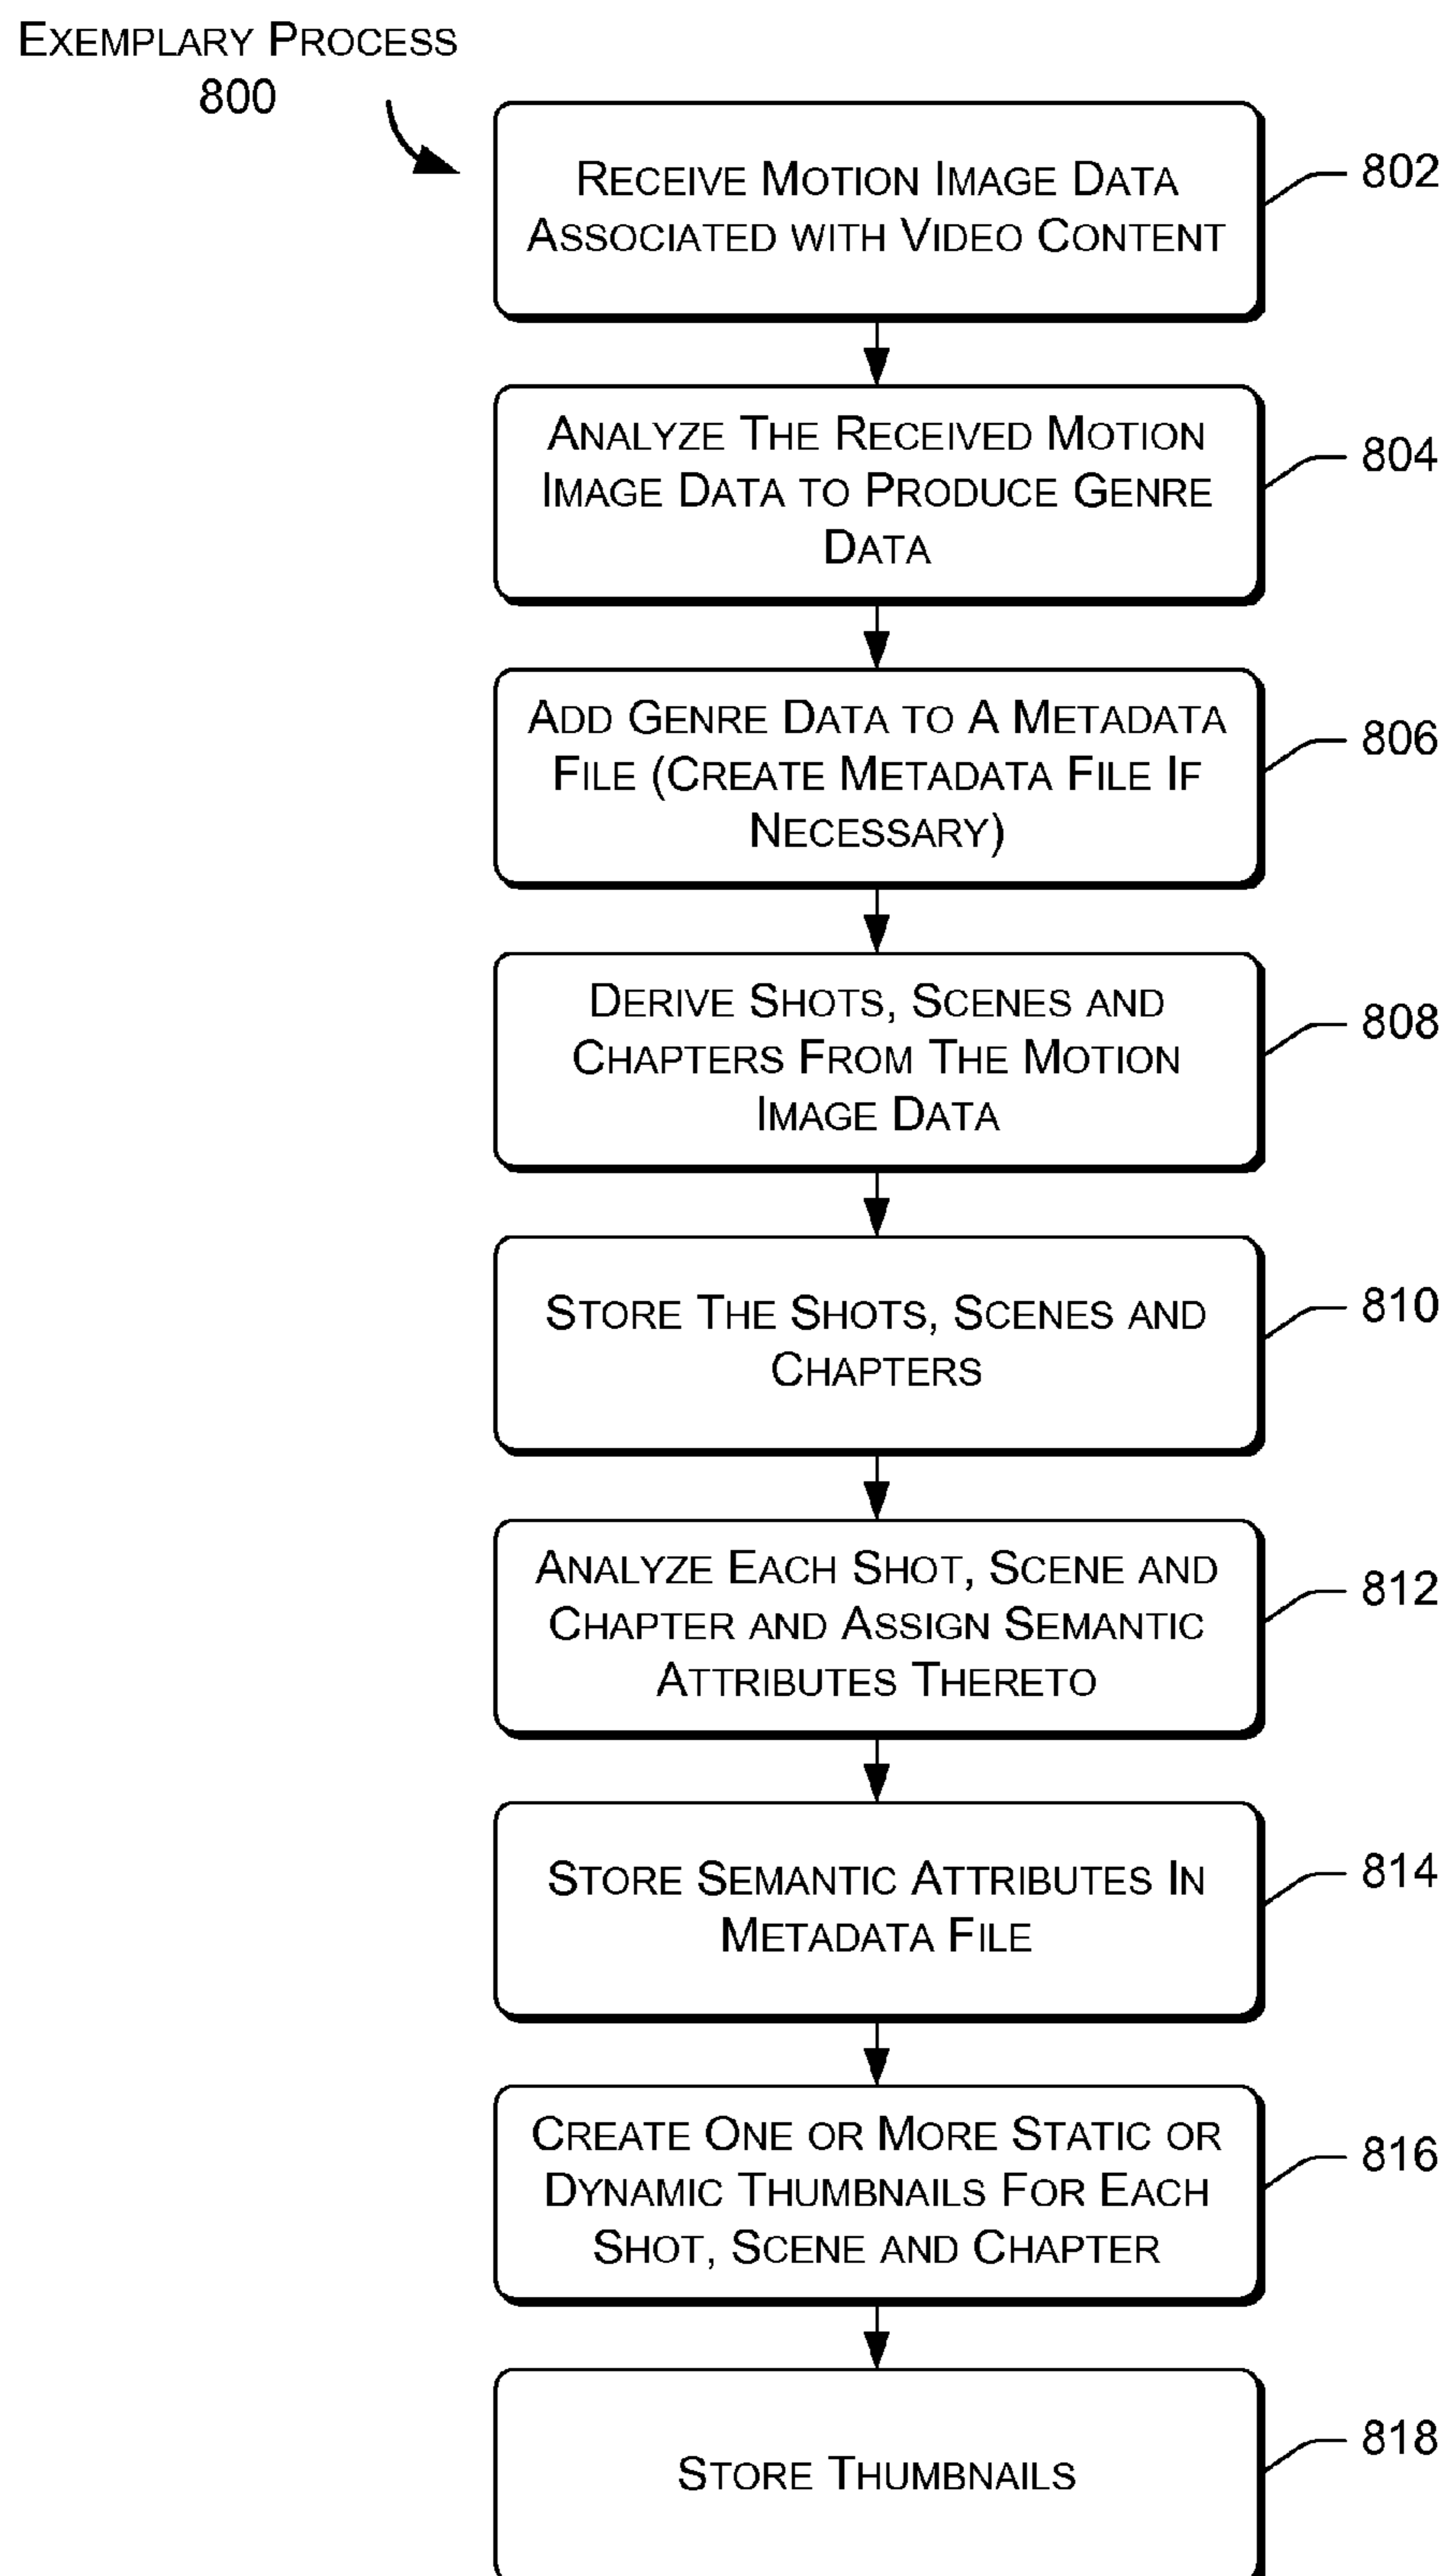 EXEMPLARY PROCESS
800
RECEIVE MOTION IMAGE DATA
ASSOCIATED WITH VIDEO CONTENT
802
ANALYZE THE RECEIVED MOTION
IMAGE DATA TO PRODUCE GENRE
DATA
804
ADD GENRE DATA TO A METADATA
FILE (CREATE METADATA FILE IF
NECESSARY)
806
DERIVE SHOTS, SCENES AND
CHAPTERS FROM THE MOTION
IMAGE DATA
808
STORE THE SHOTS, SCENES AND
CHAPTERS
810
ANALYZE EACH SHOT, SCENE AND
CHAPTER AND ASSIGN SEMANTIC
ATTRIBUTES THERETO
812
STORE SEMANTIC ATTRIBUTES IN
METADATA FILE
814
CREATE ONE OR MORE STATIC OR
DYNAMIC THUMBNAILS FOR EACH
SHOT, SCENE AND CHAPTER
816
STORE THUMBNAILS
818